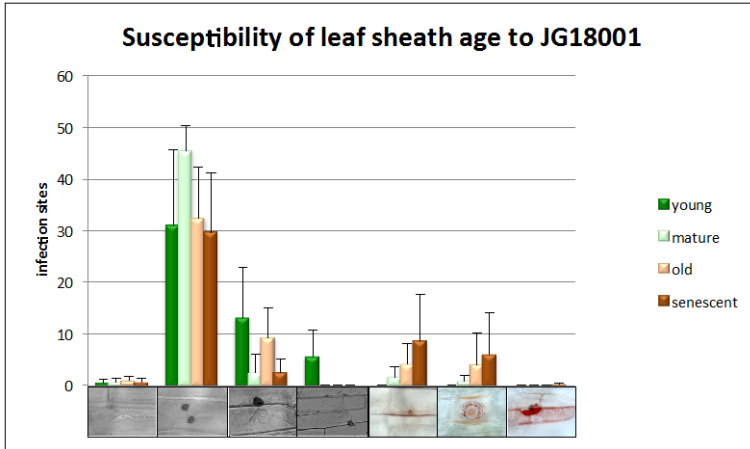 Susceptibility of leaf sheath age to JG18001
60
50
40
30
20
10
0
infection sites
young
mature
old
senescent